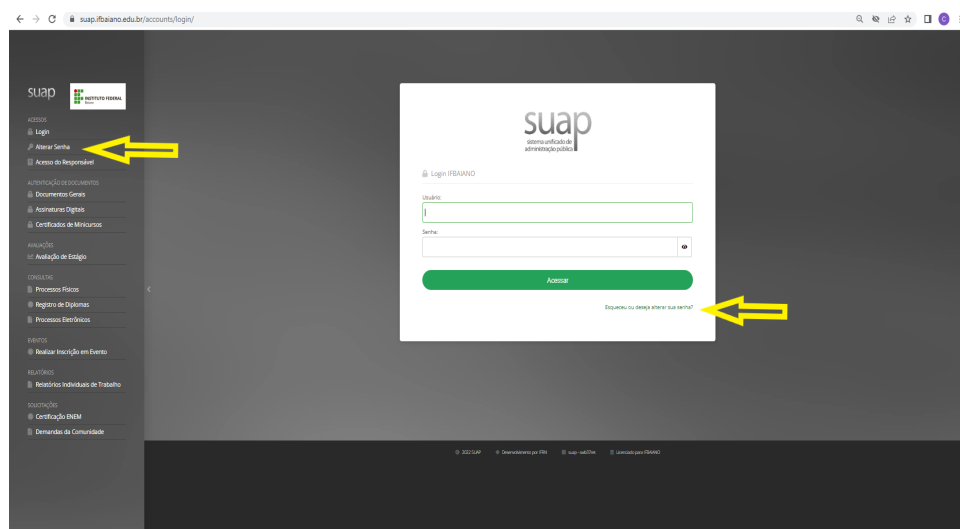 suap.ifbaiano.edu.br/accounts/login/
C
suap
INSTITUTO FEDERAL
Baiano
ACESSOS
Login
Alterar Senha
Acesso do Responsável
AUTENTICAÇÃO DE DOCUMENTOS
Documentos Gerais
Assinaturas Digitais
Certificados de Minicursos
AVALIAÇÕES
Avaliação de Estágio
CONSULTAS
Processos Físicos
Registro de Diplomas
Processos Eletrônicos
EVENTOS
Realizar Inscrição em Evento
RELATÓRIOS
Relatórios Individuais de Trabalho
SOLICITAÇÕES
Certificação ENEM
Demandas da Comunidade
suap
sistema unificado de
administração pública
Login IFBAIANO
Usuário:
Senha:
Acessar
Esqueceu ou deseja alterar sua senha?
© 2022 SUAP
Desenvolvimento por IFRN
Licenciado para IFBAIANO